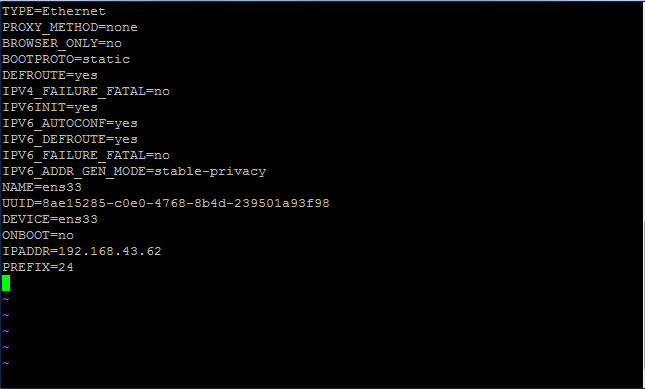 TYPE=Ethernet
PROXY_METHOD=none
BROWSER_ONLY=no
BOOTPROTO=static
DEFROUTE=yes
IPV4_FAILURE_FATAL=no
IPV6INIT=yes
IPV6_AUTOCONF=yes
IPV6_DEFROUTE=yes
IPV6_FAILURE_FATAL=no
IPV6_ADDR_GEN_MODE=stable-privacy
NAME=ens33
UUID=8ae15285-c0e0-4768-8b4d-239501a93f98
DEVICE=ens33
ONBOOT=no
IPADDR=192.168.43.62
PREFIX=24
~
~
~
~
~